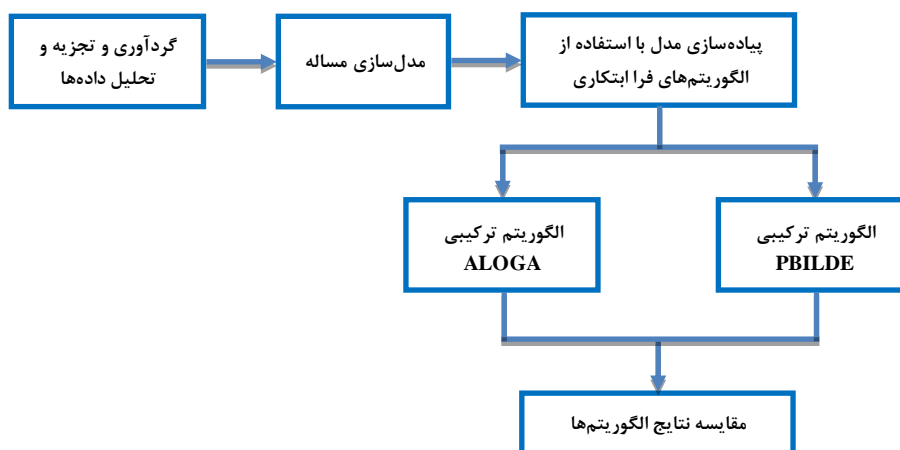 گردآوری و تجزیه و
تحلیل داده‌ها
مدل‌سازی مساله
پیاده‌سازی مدل با استفاده از
الگوریتم‌های فرا ابتکاری
الگوریتم ترکیبی
ALOGA
الگوریتم ترکیبی
PBILDE
مقایسه نتایج الگوریتم‌ها